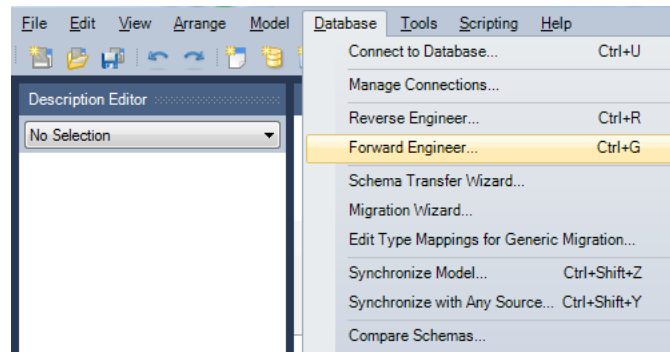 File Edit View Arrange Model Database Tools Scripting Help
Connect to Database... Ctrl+U
Manage Connections...
Description Editor
Reverse Engineer... Ctrl+R
No Selection
Forward Engineer... Ctrl+G
Schema Transfer Wizard...
Migration Wizard...
Edit Type Mappings for Generic Migration...
Synchronize Model... Ctrl+Shift+Z
Synchronize with Any Source... Ctrl+Shift+Y
Compare Schemas...